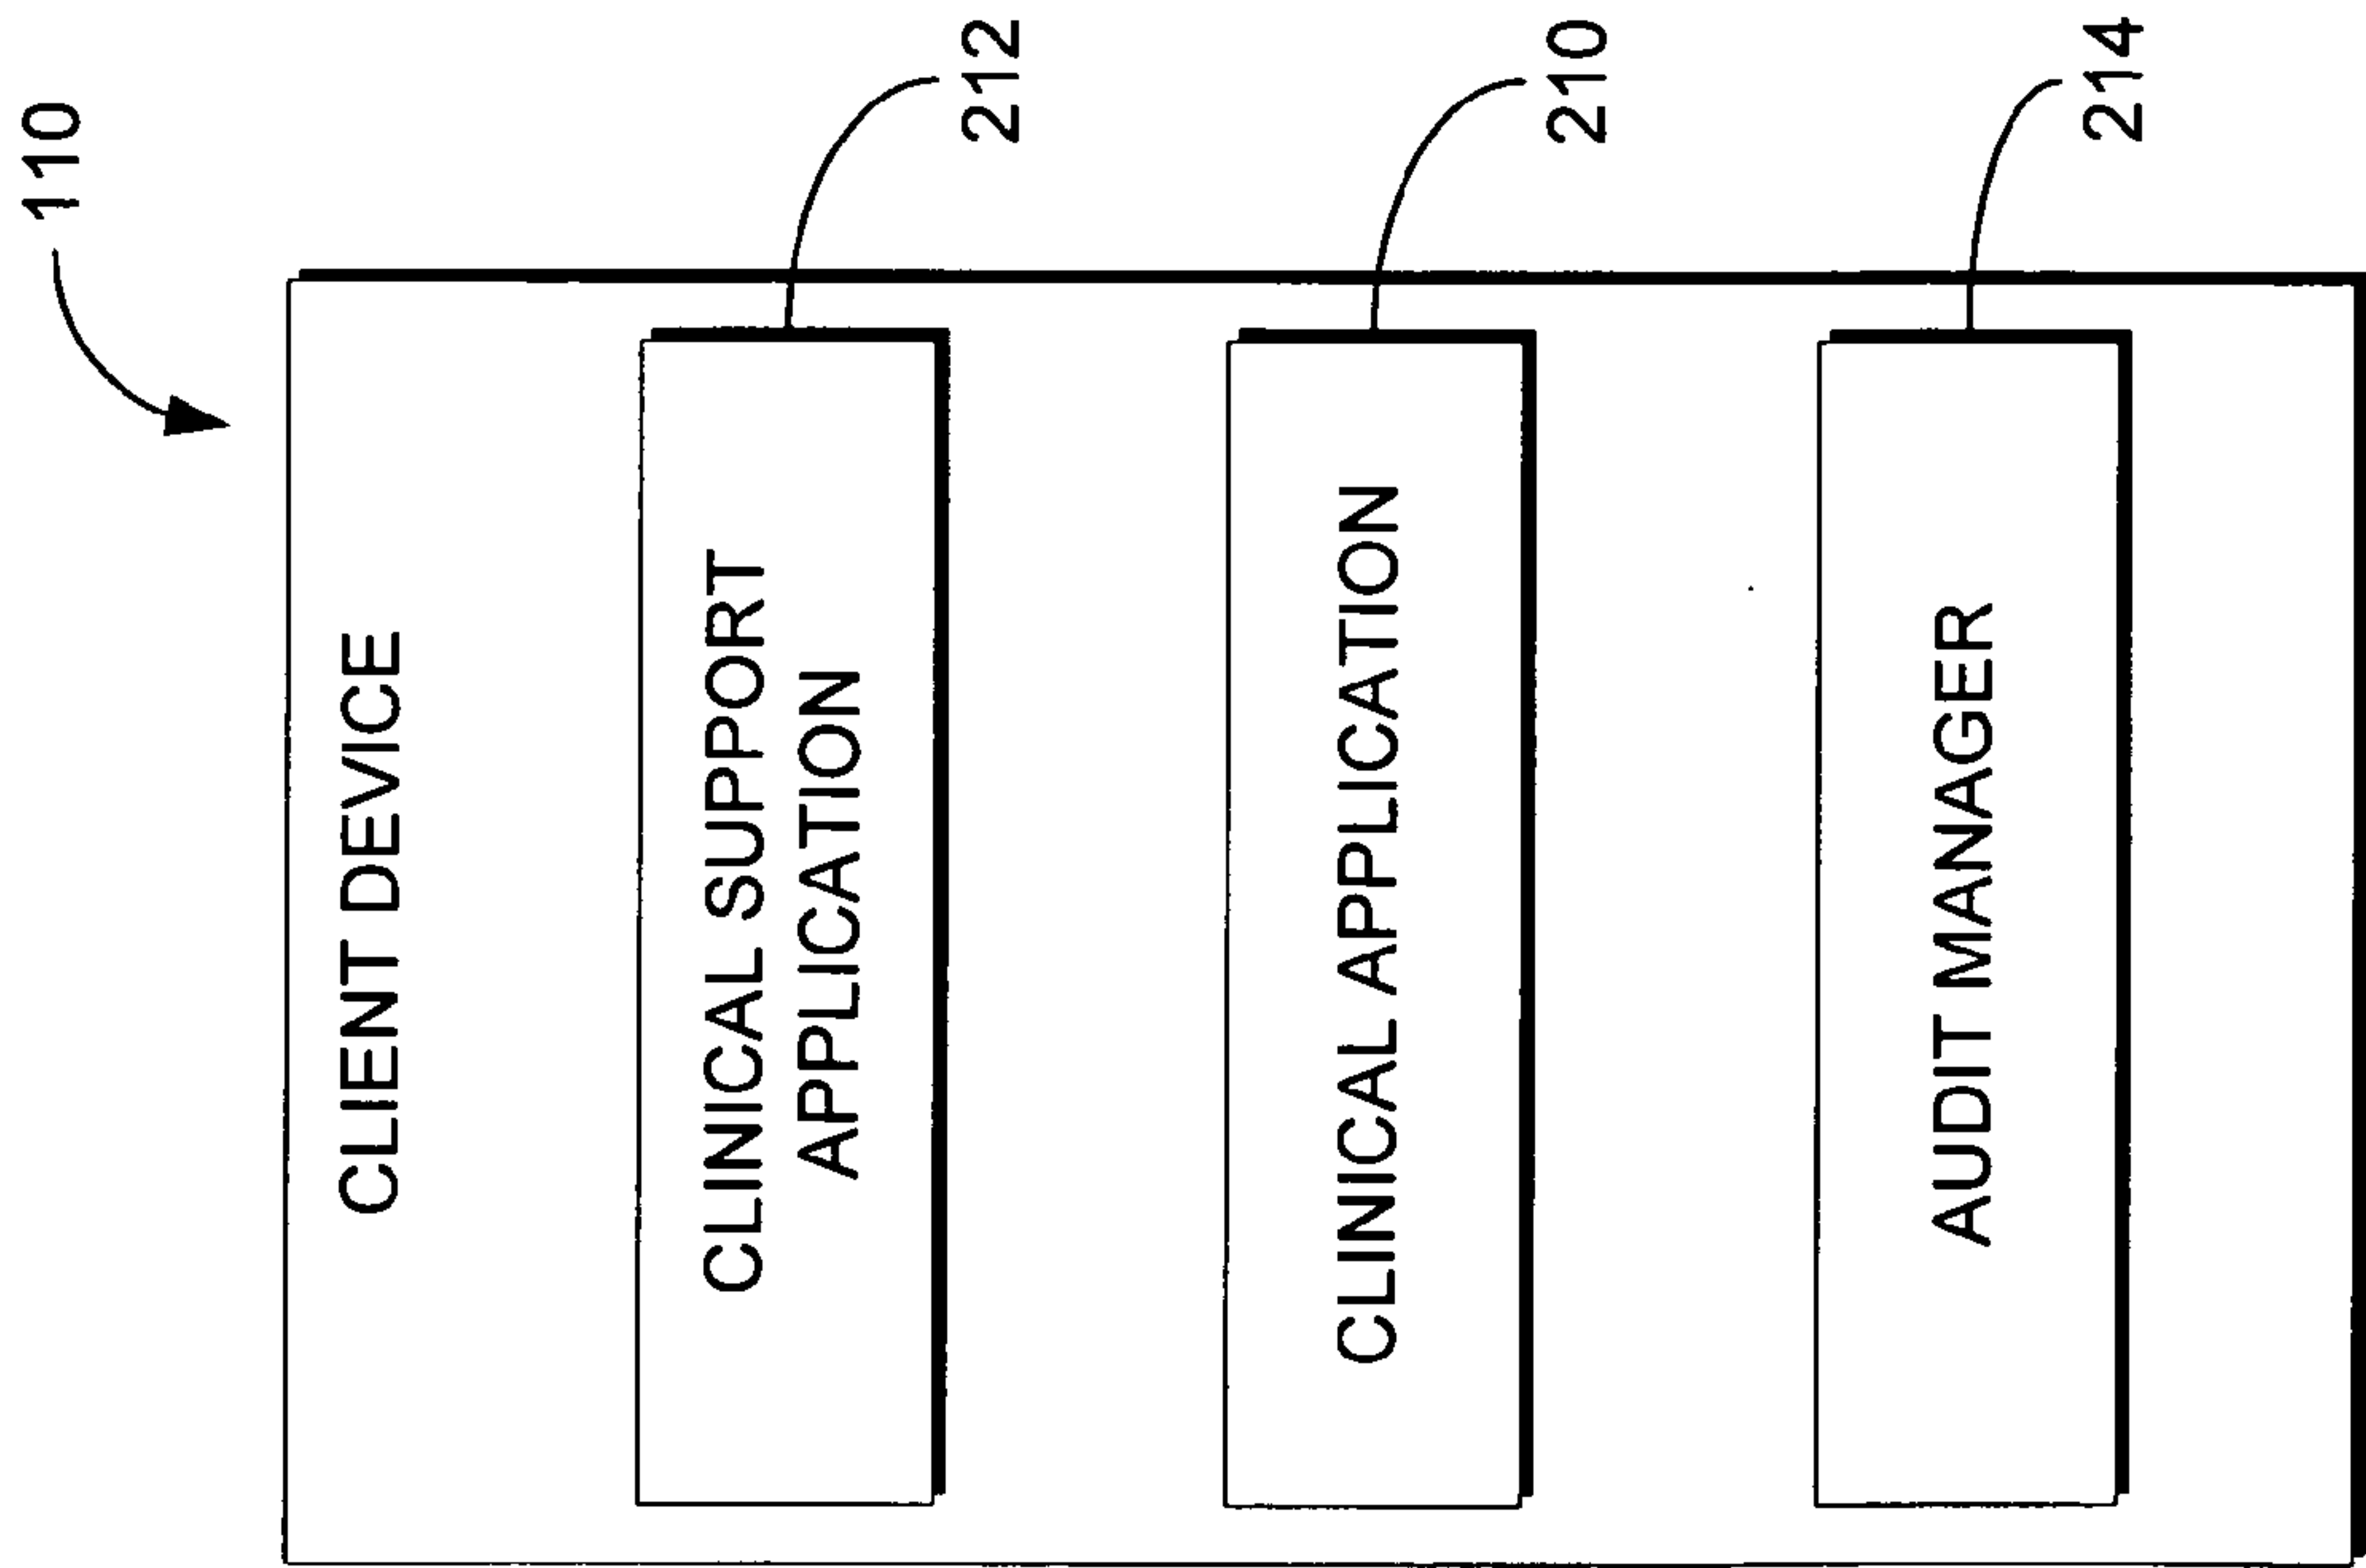 110
CLIENT DEVICE
CLINICAL SUPPORT
APPLICATION
212
CLINICAL APPLICATION
210
AUDIT MANAGER
214